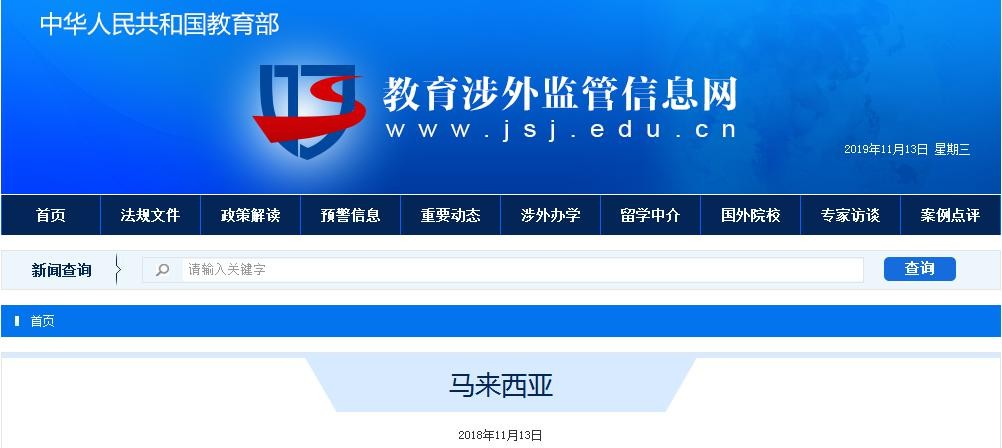 中华人民共和国教育部
教育涉外监管信息网
www.jsj.edu.cn
2019年11月13日 星期三
首页 法规文件 政策解读 预警信息 重要动态 涉外办学 留学中介 国外院校 专家访谈 案例点评
新闻查询 请输入关键字 查询
首页
马来西亚
2018年11月13日